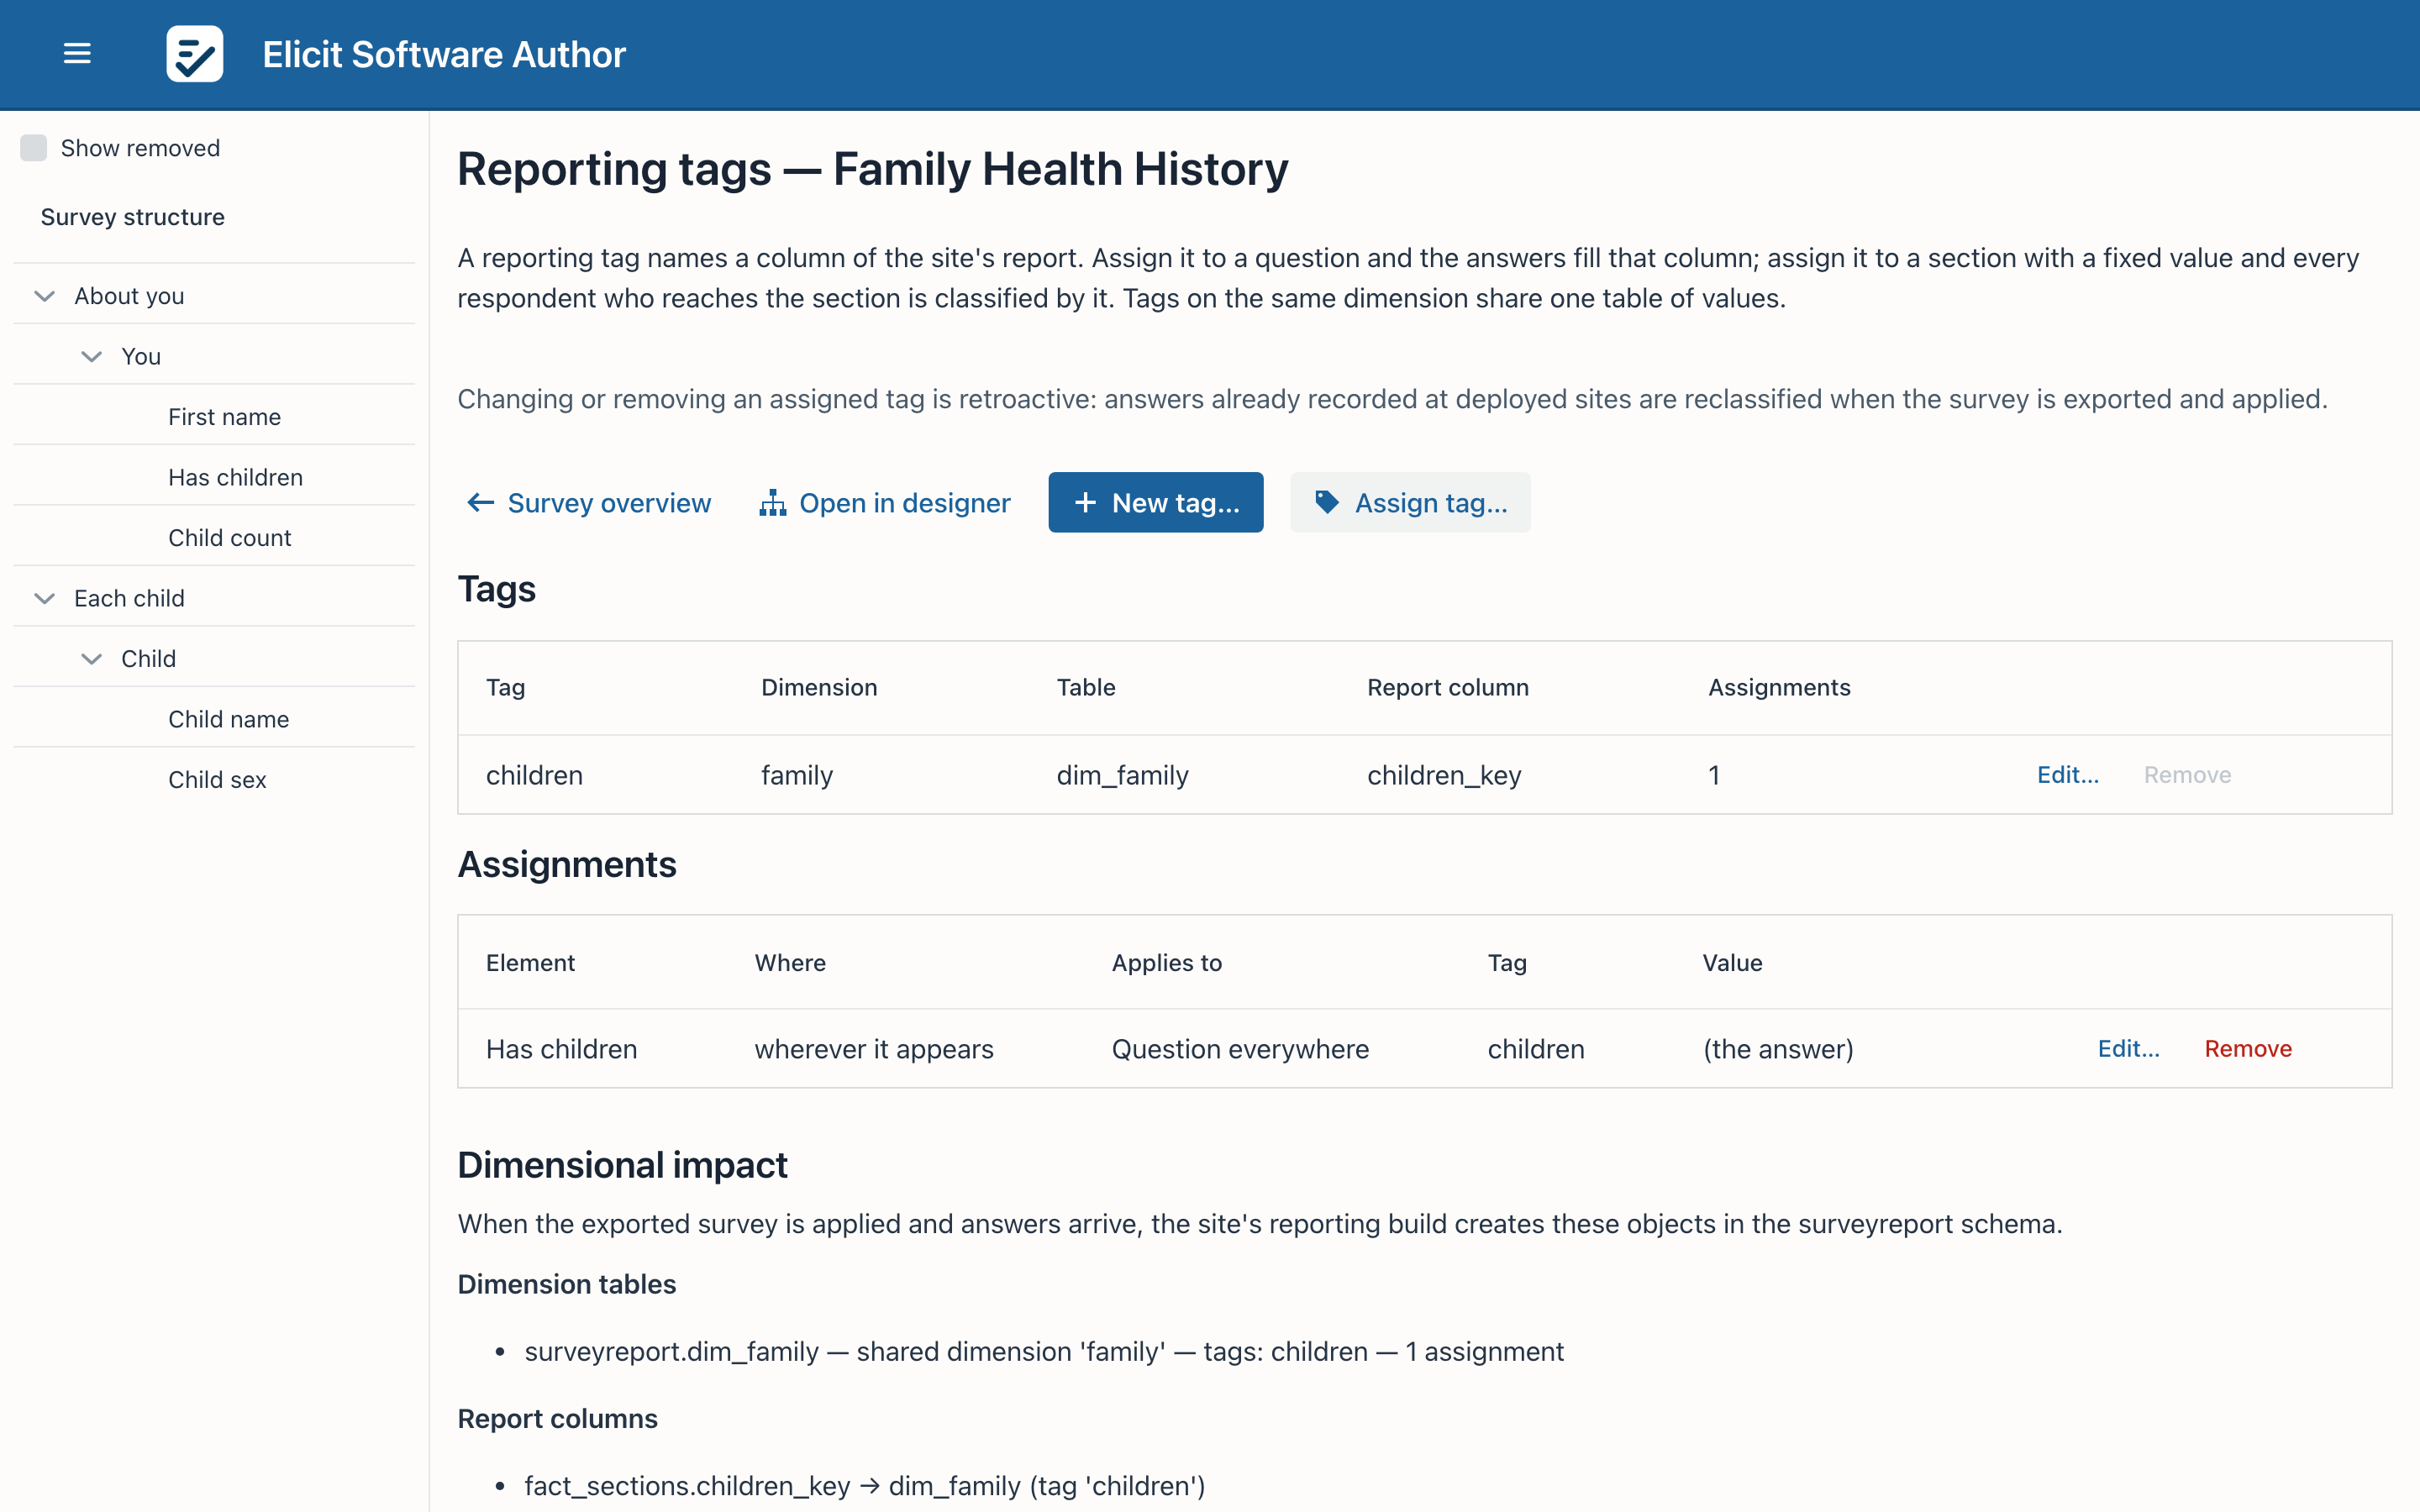 Elicit Software Author
Show removed
Survey structure
About you
You
First name
Has children
Child count
Each child
Child
Child name
Child sex
Reporting tags — Family Health History
A reporting tag names a column of the site's report. Assign it to a question and the answers fill that column; assign it to a section with a fixed value and every
respondent who reaches the section is classified by it. Tags on the same dimension share one table of values.
Changing or removing an assigned tag is retroactive: answers already recorded at deployed sites are reclassified when the survey is exported and applied.
Survey overview Open in designer New tag... Assign tag...
Tags
Tag Dimension Table Report column Assignments
children family dim_family children_key 1 Edit... Remove
Assignments
Element Where Applies to Tag Value
Has children wherever it appears Question everywhere children (the answer) Edit... Remove
Dimensional impact
When the exported survey is applied and answers arrive, the site's reporting build creates these objects in the surveyreport schema.
Dimension tables
• surveyreport.dim_family — shared dimension 'family' — tags: children — 1 assignment
Report columns
• fact_sections.children_key → dim_family (tag 'children')